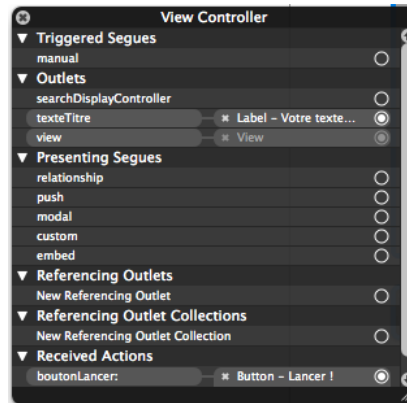 View Controller
Triggered Segues
manual
Outlets
searchDisplayController
texteTitre Label – Votre texte...
view View
Presenting Segues
relationship
push
modal
custom
embed
Referencing Outlets
New Referencing Outlet
Referencing Outlet Collections
New Referencing Outlet Collection
Received Actions
boutonLancer: Button – Lancer !